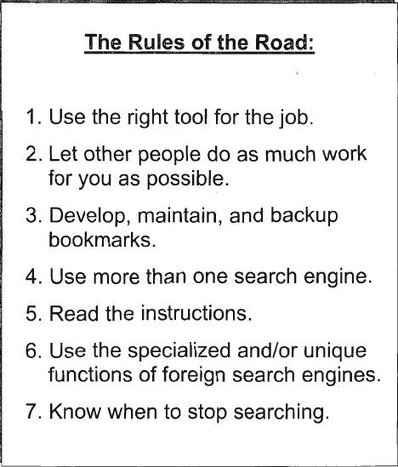 The Rules of the Road:
1. Use the right tool for the job.
2. Let other people do as much work
for you as possible.
3. Develop, maintain, and backup
bookmarks.
4. Use more than one search engine.
5. Read the instructions.
6. Use the specialized and/or unique
functions of foreign search engines.
7. Know when to stop searching.